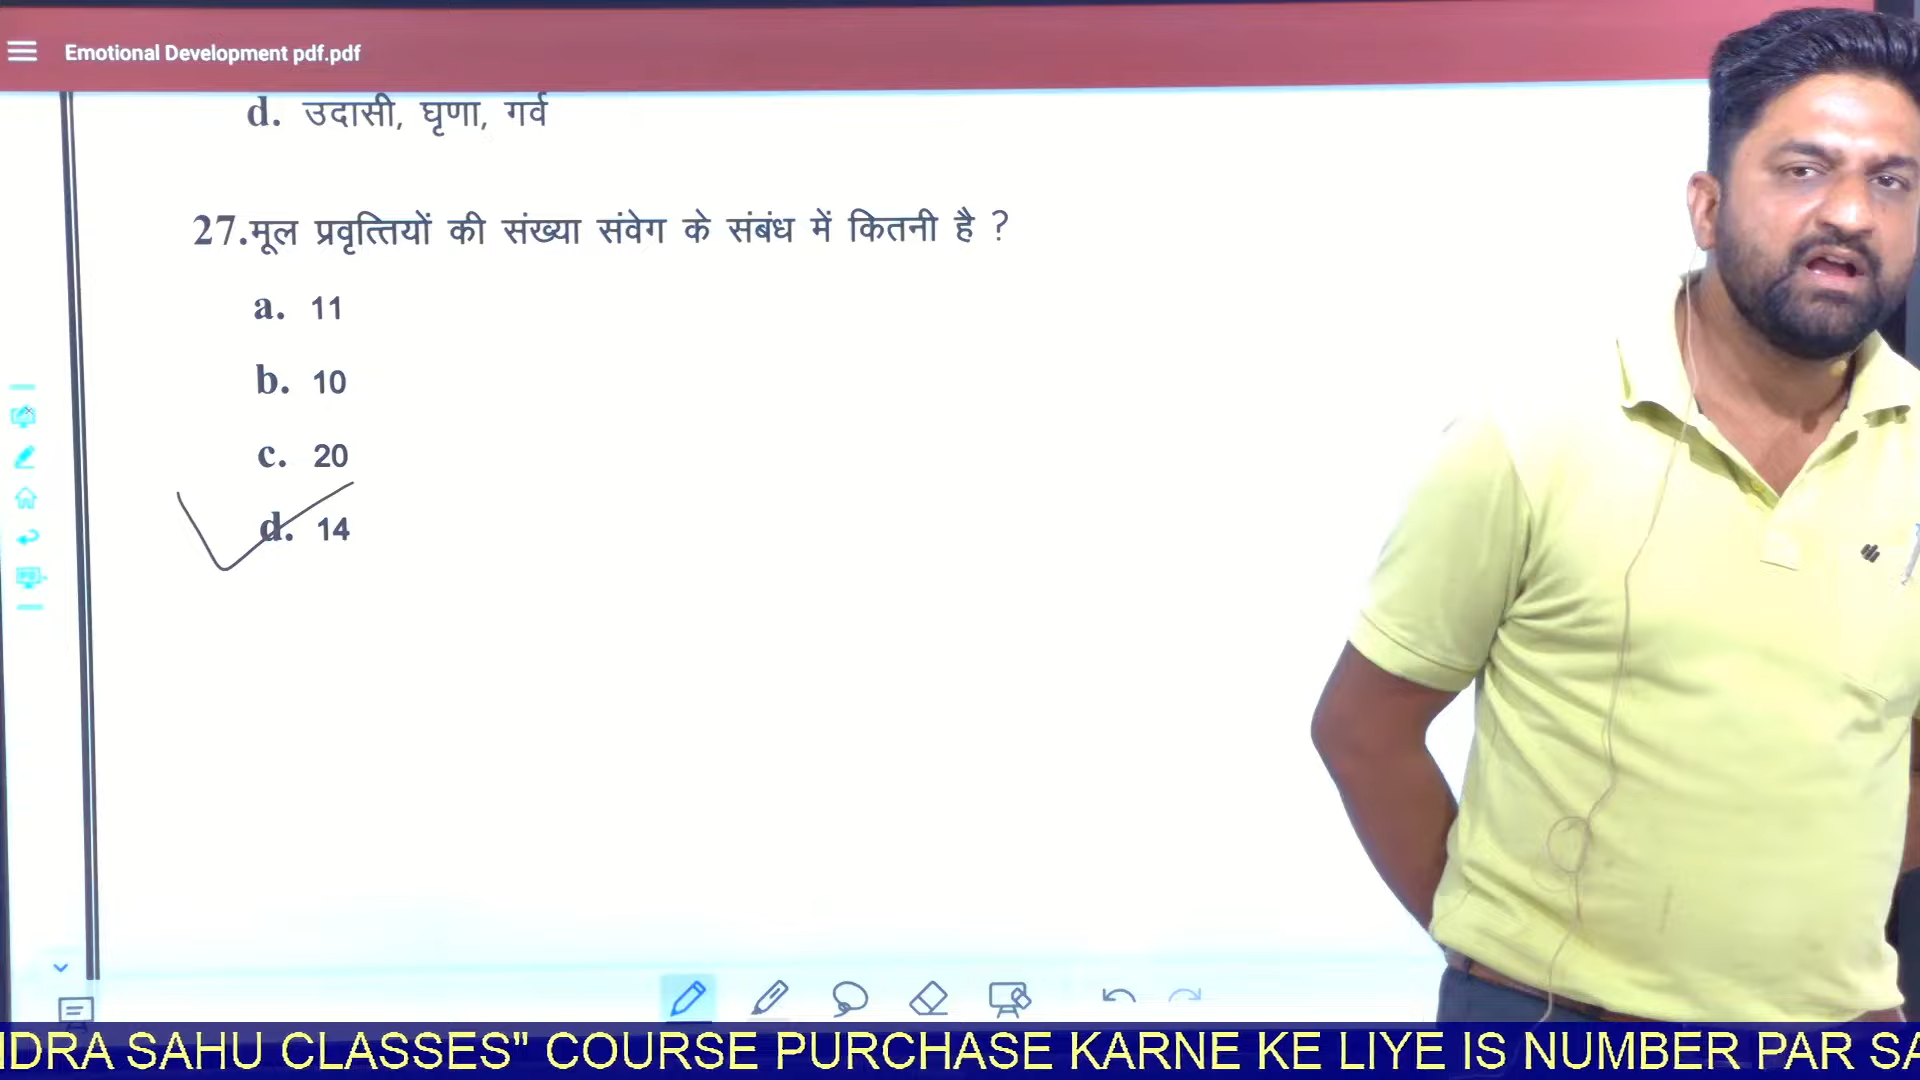 Emotional Development pdf.pdf
d. उदासी, घृणा, गर्व
27.मूल प्रवृत्तियों की संख्या संवेग के संबंध में कितनी है ?
a. 11
b. 10
c. 20
d. 14
NDRA SAHU CLASSES" COURSE PURCHASE KARNE KE LIYE IS NUMBER PAR SA